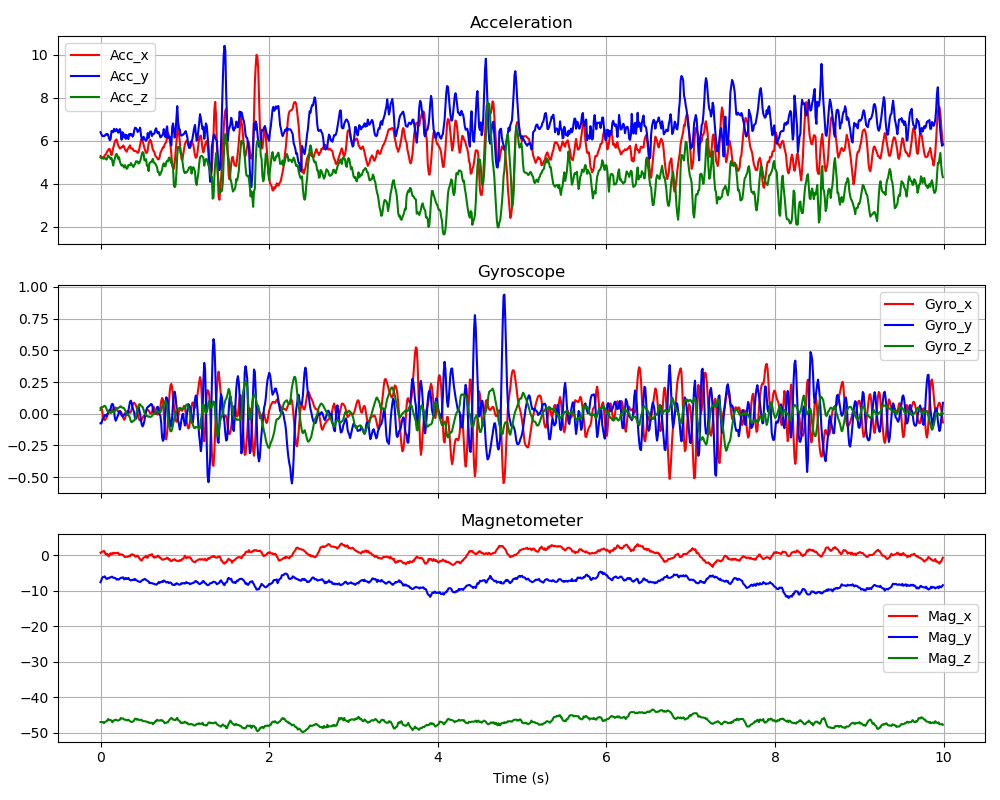 Acceleration
10
8
6
4
2
Acc_x
Acc_y
Acc_z
Gyroscope
1.00
0.75
0.50
0.25
0.00
−0.25
−0.50
Gyro_x
Gyro_y
Gyro_z
Magnetometer
0
−10
−20
−30
−40
−50
Mag_x
Mag_y
Mag_z
0 2 4 6 8 10
Time (s)